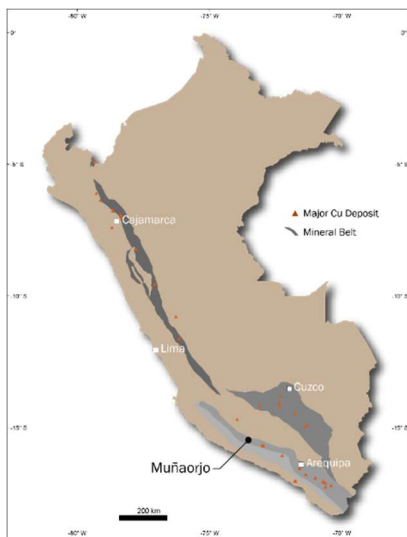 -80° W
-75° W
-70° W
0°
-5° S
Cajamarca
Major Cu Deposit
Mineral Belt
-10° S
Lima
Cuzco
-15° S
Muñaorjo
Arequipa
200 km
-80° W
-75° W
-70° W